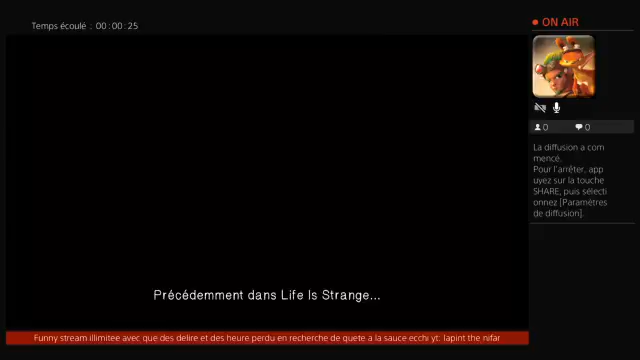 Temps écoulé : 00:00:25
ON AIR
0 0
La diffusion a com
mencé.
Pour l'arrêter, app
uyez sur la touche
SHARE, puis sélecti
onnez [Paramètres
de diffusion].
Précédemment dans Life Is Strange...
Funny stream illimitee avec que des delire et des heure perdu en recherche de quete a la sauce ecchi yt: lapint the nifar